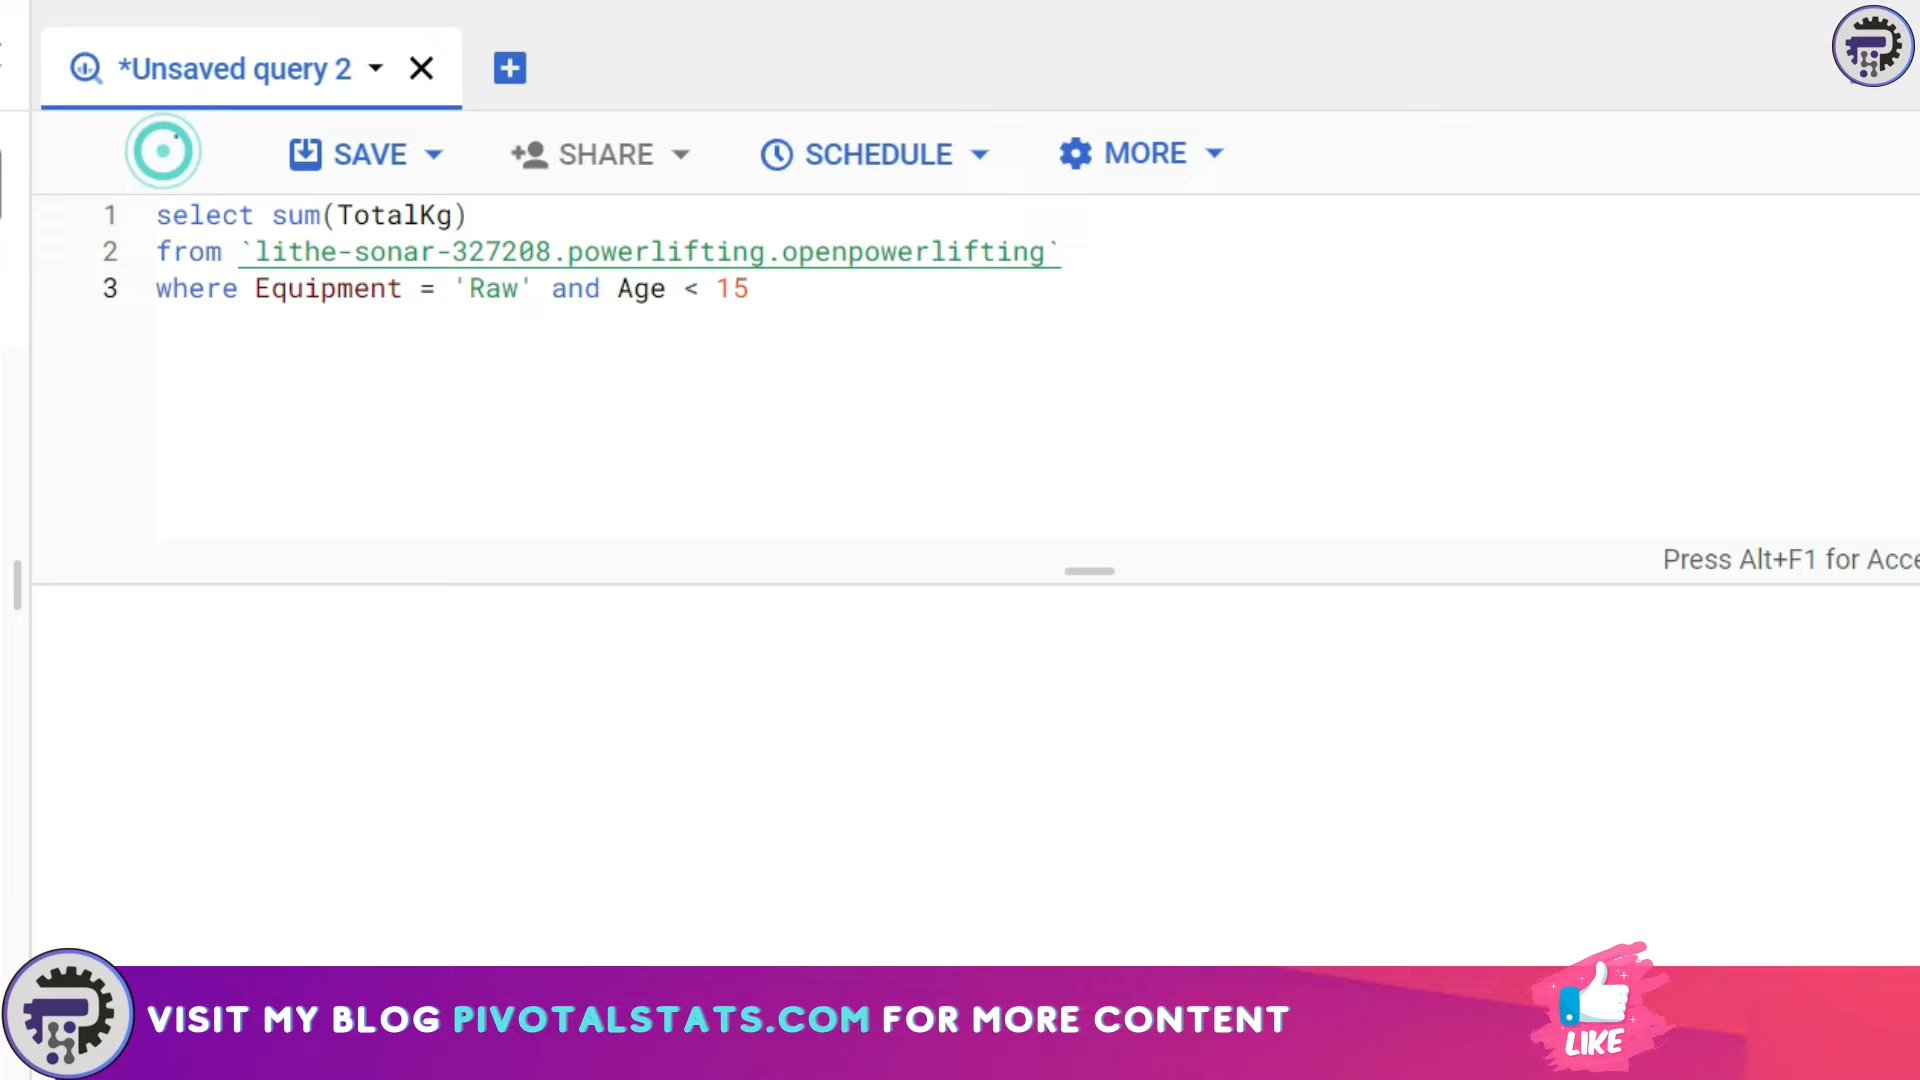 *Unsaved query 2
SAVE
SHARE
SCHEDULE
MORE
1 select sum(TotalKg)
2 from `lithe-sonar-327208.powerlifting.openpowerlifting`
3 where Equipment = 'Raw' and Age < 15
Press Alt+F1 for Acce
VISIT MY BLOG PIVOTALSTATS.COM FOR MORE CONTENT
LIKE